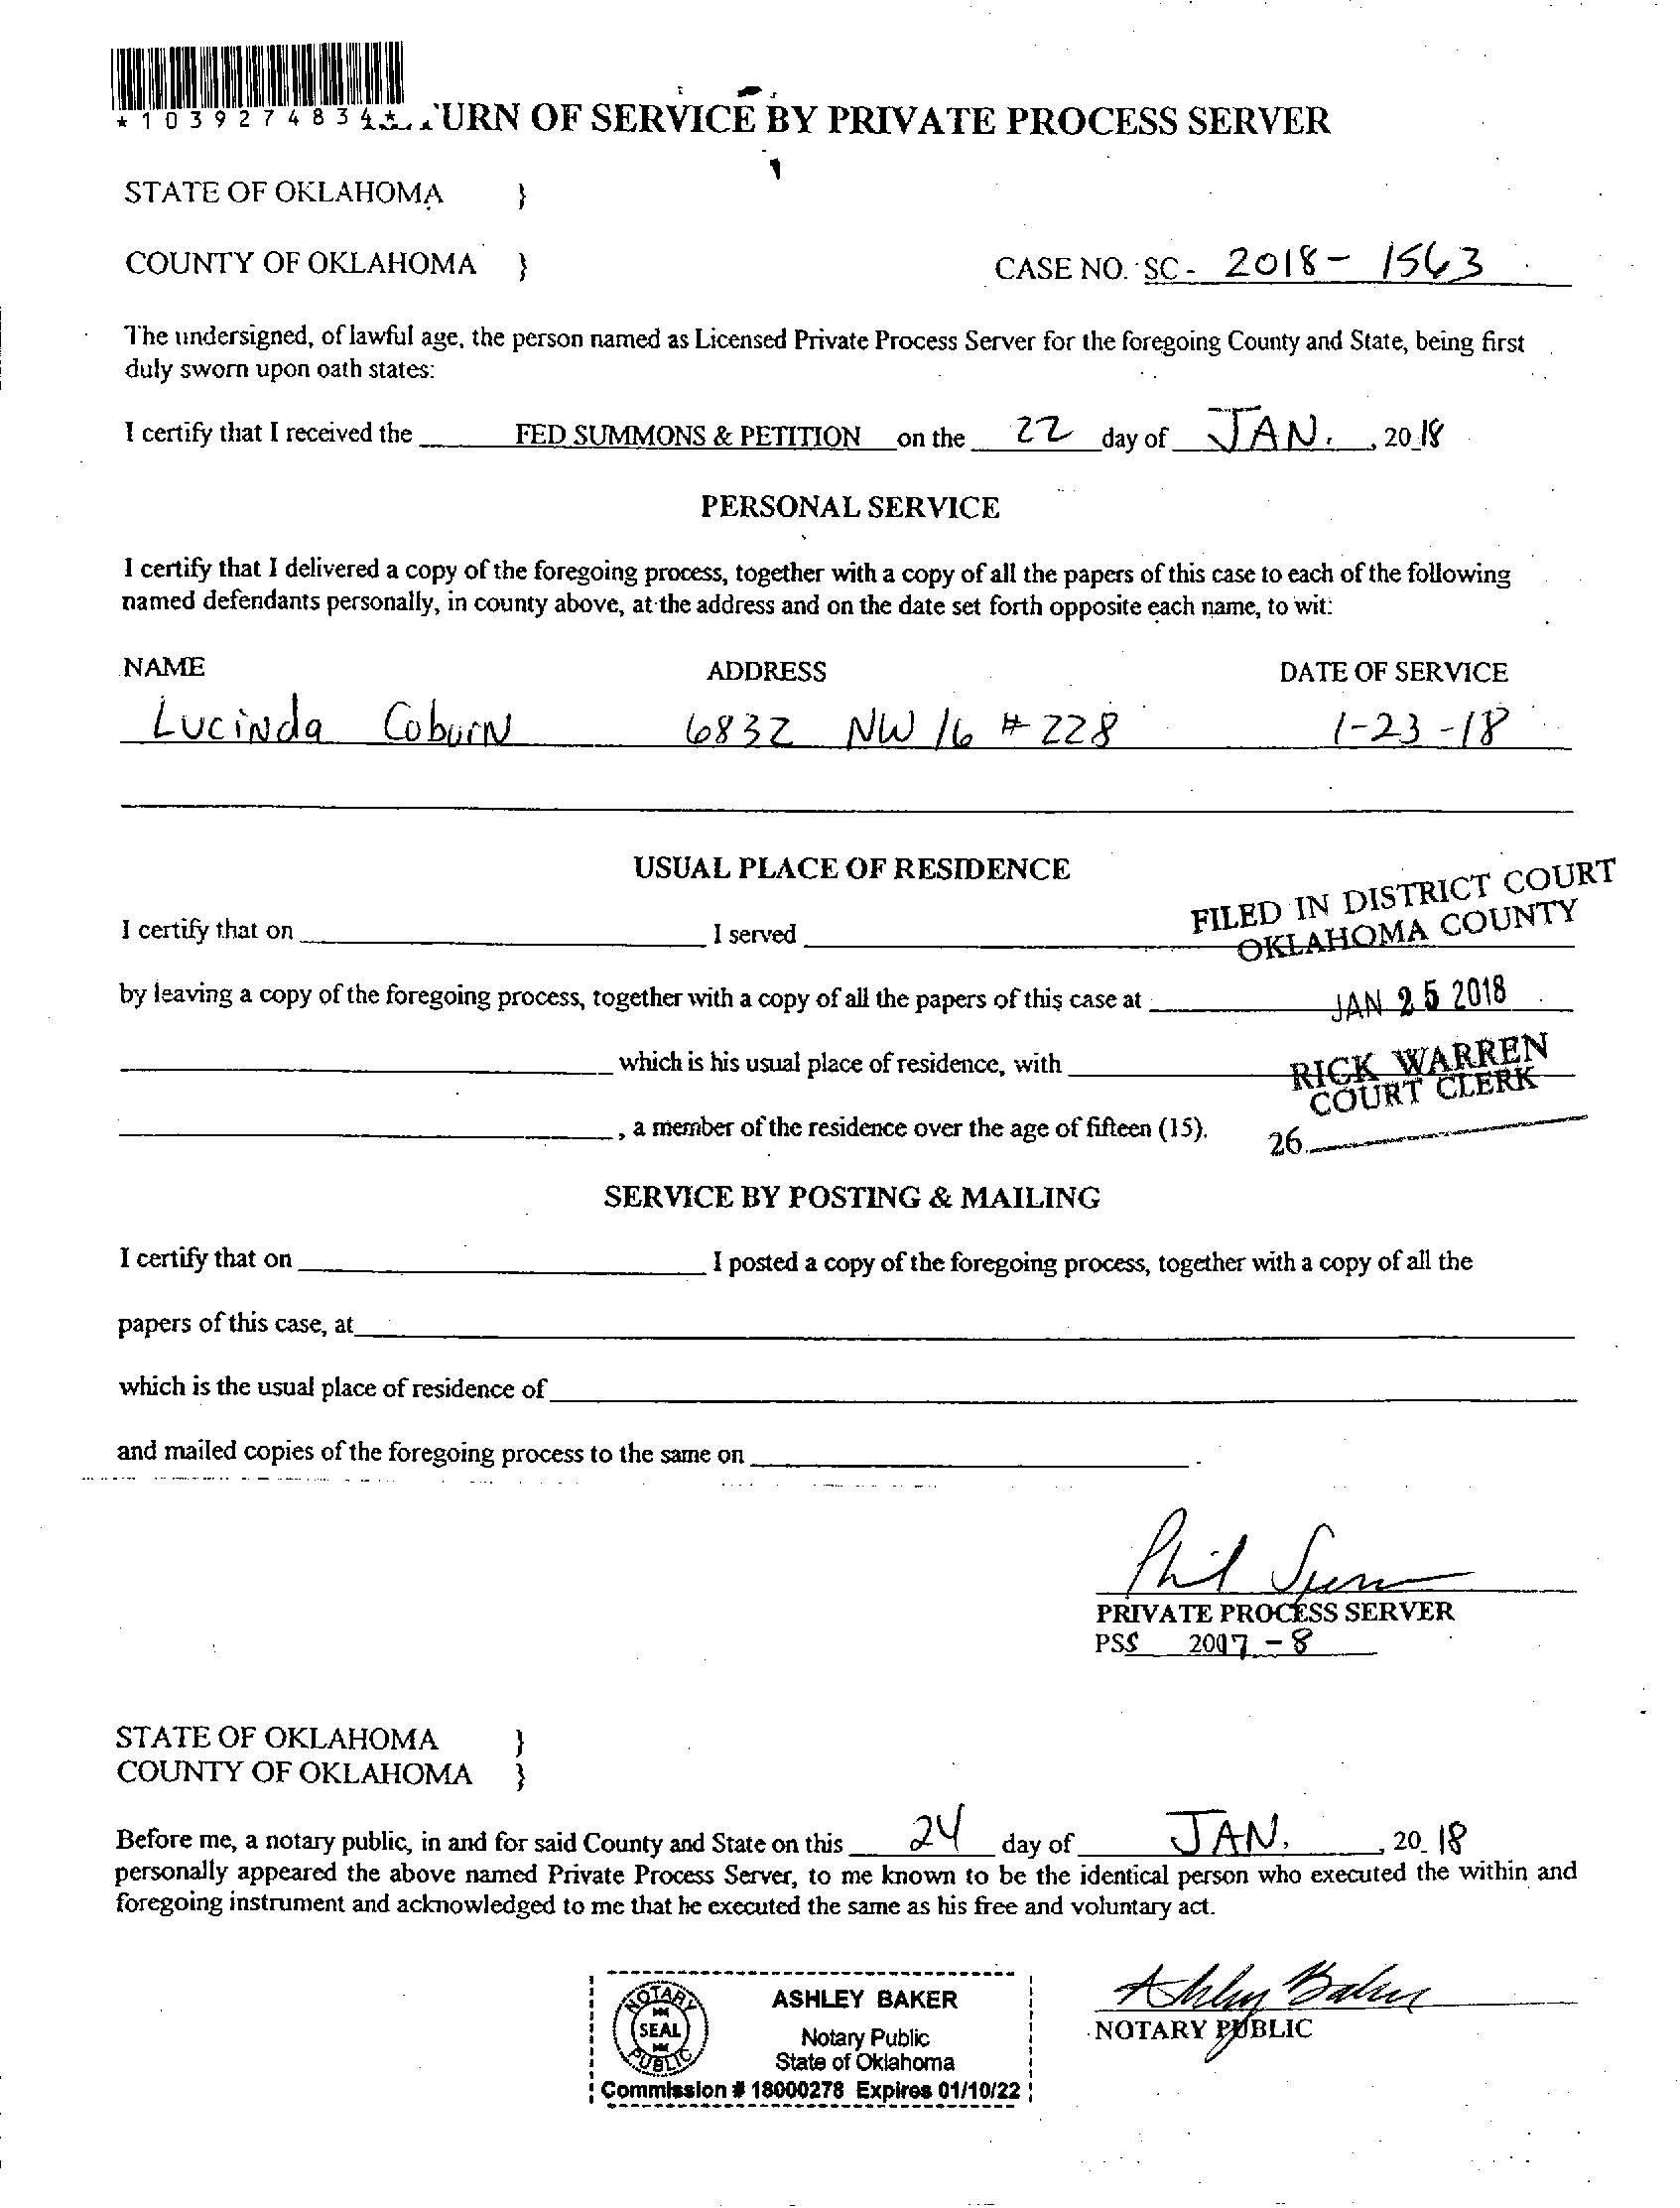 *1039274834* 'URN OF SERVICE BY PRIVATE PROCESS SERVER
STATE OF OKLAHOMA }
COUNTY OF OKLAHOMA } CASE NO. SC - 2018 - 1563
The undersigned, of lawful age, the person named as Licensed Private Process Server for the foregoing County and State, being first
duly sworn upon oath states:
I certify that I received the FED SUMMONS & PETITION on the 22 day of JAN. , 20 18
PERSONAL SERVICE
I certify that I delivered a copy of the foregoing process, together with a copy of all the papers of this case to each of the following
named defendants personally, in county above, at the address and on the date set forth opposite each name, to wit:
NAME ADDRESS DATE OF SERVICE
Lucinda Coburn 6832 NW 16 # 228 1-23-18
USUAL PLACE OF RESIDENCE
FILED IN DISTRICT COURT
OKLAHOMA COUNTY
I certify that on I served
by leaving a copy of the foregoing process, together with a copy of all the papers of this case at
JAN 25 2018
which is his usual place of residence, with
RICK WARREN
COURT CLERK
, a member of the residence over the age of fifteen (15).
26
SERVICE BY POSTING & MAILING
I certify that on I posted a copy of the foregoing process, together with a copy of all the
papers of this case, at
which is the usual place of residence of
and mailed copies of the foregoing process to the same on .
Phil
PRIVATE PROCESS SERVER
PSS 2017 - 8
STATE OF OKLAHOMA }
COUNTY OF OKLAHOMA }
Before me, a notary public, in and for said County and State on this 24 day of JAN. , 20 18
personally appeared the above named Private Process Server, to me known to be the identical person who executed the within and
foregoing instrument and acknowledged to me that he executed the same as his free and voluntary act.
Ashley Baker
NOTARY PUBLIC
NOTARY SEAL PUBLIC
ASHLEY BAKER
Notary Public
State of Oklahoma
Commission # 18000278 Expires 01/10/22